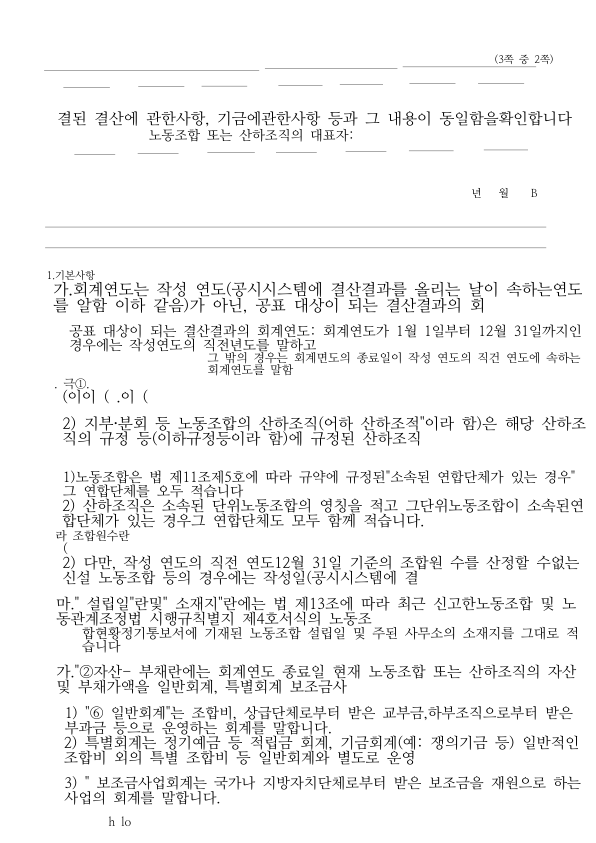 (3쪽 중 2쪽)
결된 결산에 관한사항, 기금에관한사항 등과 그 내용이 동일함을확인합니다
노동조합 또는 산하조직의 대표자:
년 월 B
1.기본사항
가.회계연도는 작성 연도(공시시스템에 결산결과를 올리는 날이 속하는연도
를 말함 이하 같음)가 아닌, 공표 대상이 되는 결산결과의 회
공표 대상이 되는 결산결과의 회계연도: 회계연도가 1월 1일부터 12월 31일까지인
경우에는 작성연도의 직전년도를 말하고
그 밖의 경우는 회계면도의 종료일이 작성 연도의 직건 연도에 속하는
회계연도를 말함
. 극①.
(이이 ( .이 (
2) 지부·분회 등 노동조합의 산하조직(어하 산하조적"이라 함)은 해당 산하조
직의 규정 등(이하규정등이라 함)에 규정된 산하조직
1)노동조합은 법 제11조제5호에 따라 규약에 규정된"소속된 연합단체가 있는 경우"
그 연합단체를 오두 적습니다
2) 산하조직은 소속된 단위노동조합의 영칭을 적고 그단위노동조합이 소속된연
합단체가 있는 경우그 연합단체도 모두 함께 적습니다.
라 조합원수란
(
2) 다만, 작성 연도의 직전 연도12월 31일 기준의 조합원 수를 산정할 수없는
신설 노동조합 등의 경우에는 작성일(공시시스템에 결
마." 설립일"란및" 소재지"란에는 법 제13조에 따라 최근 신고한노동조합 및 노
동관계조정법 시행규칙별지 제4호서식의 노동조
합현황정기통보서에 기재된 노동조합 설립일 및 주된 사무소의 소재지를 그대로 적
습니다
가."②자산- 부채란에는 회계연도 종료일 현재 노동조합 또는 산하조직의 자산
및 부채가액을 일반회계, 특별회계 보조금사
1) "⑥ 일반회계"는 조합비, 상급단체로부터 받은 교부금,하부조직으로부터 받은
부과금 등으로 운영하는 회계를 말합니다.
2) 특별회계는 정기예금 등 적립금 회계, 기금회계(예: 쟁의기금 등) 일반적인
조합비 외의 특별 조합비 등 일반회계와 별도로 운영
3) " 보조금사업회계는 국가나 지방자치단체로부터 받은 보조금을 재원으로 하는
사업의 회계를 말합니다.
h lo